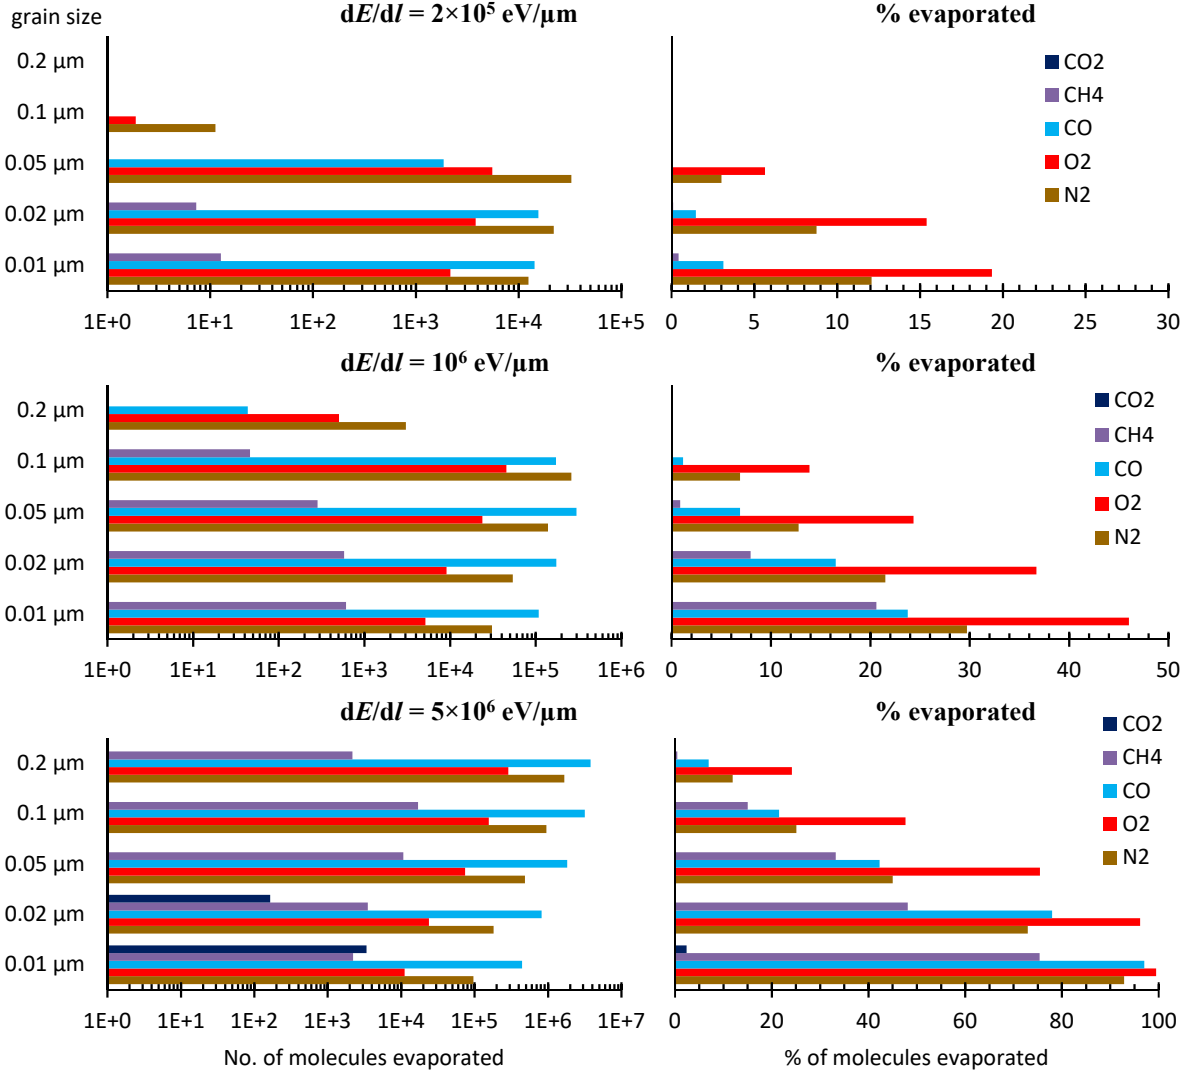 grain size
dE/dl = 2×10⁵ eV/µm
% evaporated
0.2 µm
0.1 µm
0.05 µm
0.02 µm
0.01 µm
CO2
CH4
CO
O2
N2
1E+0 1E+1 1E+2 1E+3 1E+4 1E+5
0 5 10 15 20 25 30
dE/dl = 10⁶ eV/µm
% evaporated
0.2 µm
0.1 µm
0.05 µm
0.02 µm
0.01 µm
CO2
CH4
CO
O2
N2
1E+0 1E+1 1E+2 1E+3 1E+4 1E+5 1E+6
0 10 20 30 40 50
dE/dl = 5×10⁶ eV/µm
% evaporated
0.2 µm
0.1 µm
0.05 µm
0.02 µm
0.01 µm
CO2
CH4
CO
O2
N2
1E+0 1E+1 1E+2 1E+3 1E+4 1E+5 1E+6 1E+7
0 20 40 60 80 100
No. of molecules evaporated
% of molecules evaporated